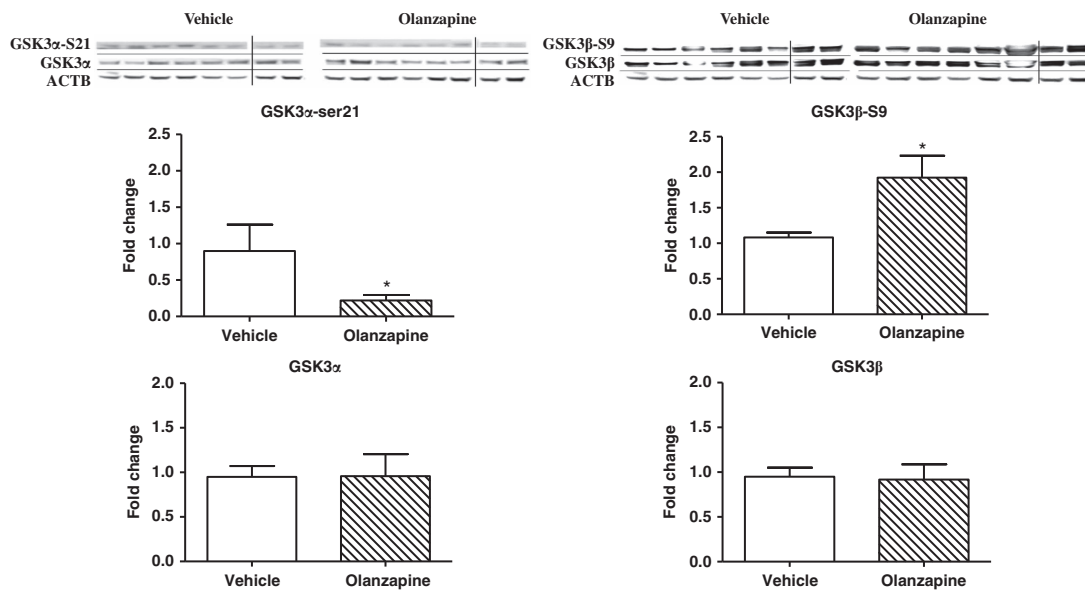 Vehicle Olanzapine
GSK3α-S21
GSK3α
ACTB
Vehicle Olanzapine
GSK3β-S9
GSK3β
ACTB
GSK3α-ser21
2.5
2.0
1.5
1.0
0.5
0.0
Fold change
*
Vehicle Olanzapine
GSK3β-S9
2.5
2.0
1.5
1.0
0.5
0.0
Fold change
*
Vehicle Olanzapine
GSK3α
2.0
1.5
1.0
0.5
0.0
Fold change
Vehicle Olanzapine
GSK3β
2.0
1.5
1.0
0.5
0.0
Fold change
Vehicle Olanzapine